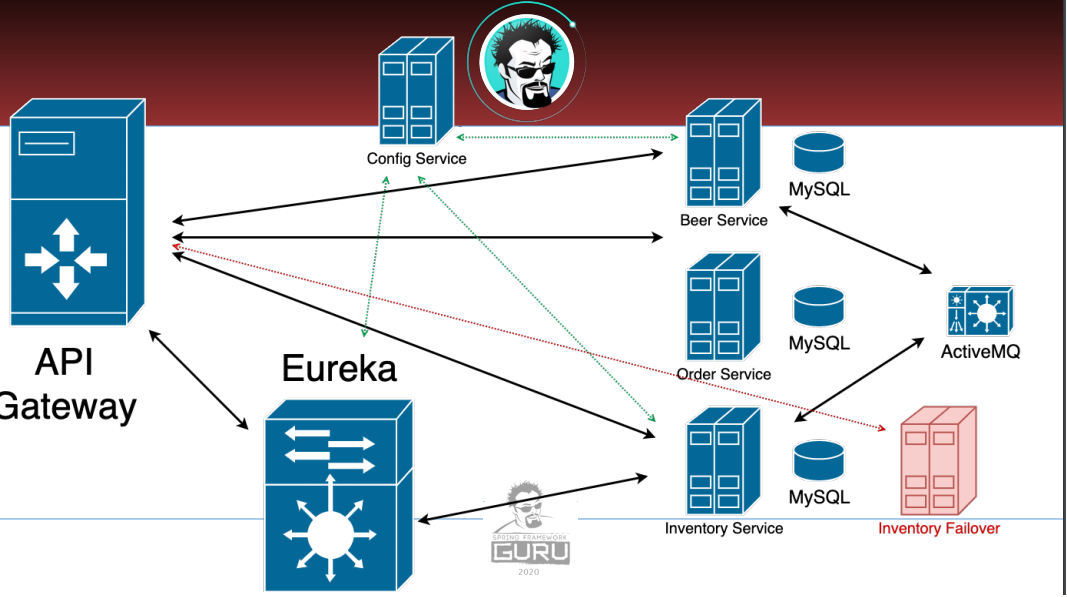 Config Service
MySQL
Beer Service
API
Gateway
Eureka
MySQL
ActiveMQ
Order Service
MySQL
Inventory Service
Inventory Failover
SPRING FRAMEWORK
GURU
2020